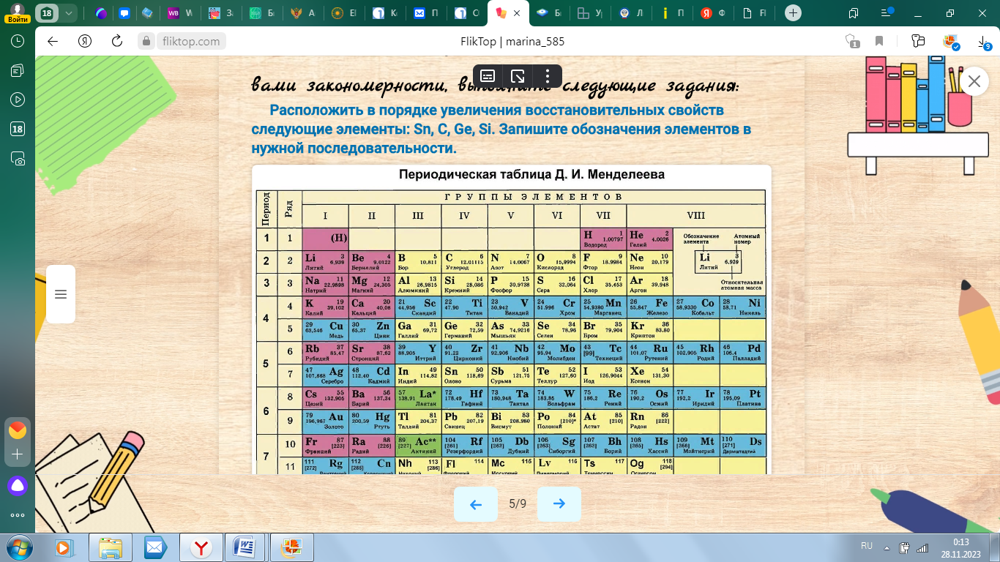 Войти
18
WB
W
За
Б
А
Е
К
П
О
Б
Ур
Л
П
Ф
Fl
fliktop.com
FlikTop | marina_585
1
9
18
вами закономерности, выполните следующие задания:
Расположить в порядке увеличения восстановительных свойств
следующие элементы: Sn, C, Ge, Si. Запишите обозначения элементов в
нужной последовательности.
Периодическая таблица Д. И. Менделеева
Период Ряд ГРУППЫ ЭЛЕМЕНТОВ
I II III IV V VI VII VIII
1 1 (H) H 1 1.00797 Водород He 2 4.0026 Гелий
Обозначение элемента Атомный номер
Li 3 6,939 Литий
Относительная атомная масса
2 2 Li 3 6,939 Литий Be 4 9,0122 Бериллий B 5 10,811 Бор C 6 12,01115 Углерод N 7 14,0067 Азот O 8 15,9994 Кислород F 9 18,9984 Фтор Ne 10 20,179 Неон
3 3 Na 11 22,9898 Натрий Mg 12 24,305 Магний Al 13 26,9815 Алюминий Si 14 28,086 Кремний P 15 30,9738 Фосфор S 16 32,064 Сера Cl 17 35,453 Хлор Ar 18 39,948 Аргон
4 4 K 19 39,102 Калий Ca 20 40,08 Кальций 21 Sc 44,956 Скандий 22 Ti 47,90 Титан 23 V 50,942 Ванадий 24 Cr 51,996 Хром 25 Mn 54,9380 Марганец 26 Fe 55,847 Железо 27 Co 58,9330 Кобальт 28 Ni 58,71 Никель
5 29 Cu 63,546 Медь 30 Zn 65,37 Цинк Ga 31 69,72 Галлий Ge 32 72,59 Германий As 33 74,9216 Мышьяк Se 34 78,96 Селен Br 35 79,904 Бром Kr 36 83,80 Криптон
5 6 Rb 37 85,47 Рубидий Sr 38 87,62 Стронций 39 Y 88,905 Иттрий 40 Zr 91,22 Цирконий 41 Nb 92,906 Ниобий 42 Mo 95,94 Молибден 43 Tc [99] Технеций 44 Ru 101,07 Рутений 45 Rh 102,905 Родий 46 Pd 106,4 Палладий
7 47 Ag 107,868 Серебро 48 Cd 112,40 Кадмий In 49 114,82 Индий Sn 50 118,69 Олово Sb 51 121,75 Сурьма Te 52 127,60 Теллур I 53 126,9044 Иод Xe 54 131,30 Ксенон
6 8 Cs 55 132,905 Цезий Ba 56 137,34 Барий 57 La* 138,91 Лантан 72 Hf 178,49 Гафний 73 Ta 180,948 Тантал 74 W 183,85 Вольфрам 75 Re 186,2 Рений 76 Os 190,2 Осмий 77 Ir 192,2 Иридий 78 Pt 195,09 Платина
9 79 Au 196,967 Золото 80 Hg 200,59 Ртуть Tl 81 204,37 Таллий Pb 82 207,19 Свинец Bi 83 208,980 Висмут Po 84 [210]* Полоний At 85 [210] Астат Rn 86 [222] Радон
7 10 Fr 87 [223] Франций Ra 88 [226] Радий 89 Ac** [227] Актиний 104 Rf [261] Резерфордий 105 Db [262] Дубний 106 Sg [263] Сиборгий 107 Bh [262] Борий 108 Hs [265] Хассий 109 Mt [266] Майтнерий 110 Ds [271] Дармштадтий
11 111 Rg [272] 112 Cn [285] Nh 113 [286] Fl 114 Mc 115 Lv 116 Ts 117 Og 118 [294]
5/9
RU
0:13
28.11.2023